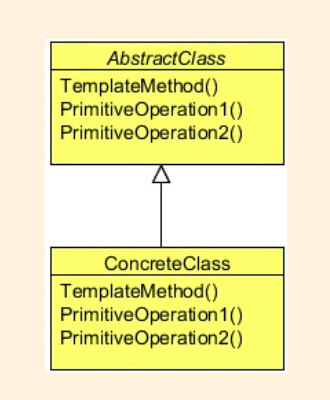 AbstractClass
TemplateMethod()
PrimitiveOperation1()
PrimitiveOperation2()
ConcreteClass
TemplateMethod()
PrimitiveOperation1()
PrimitiveOperation2()